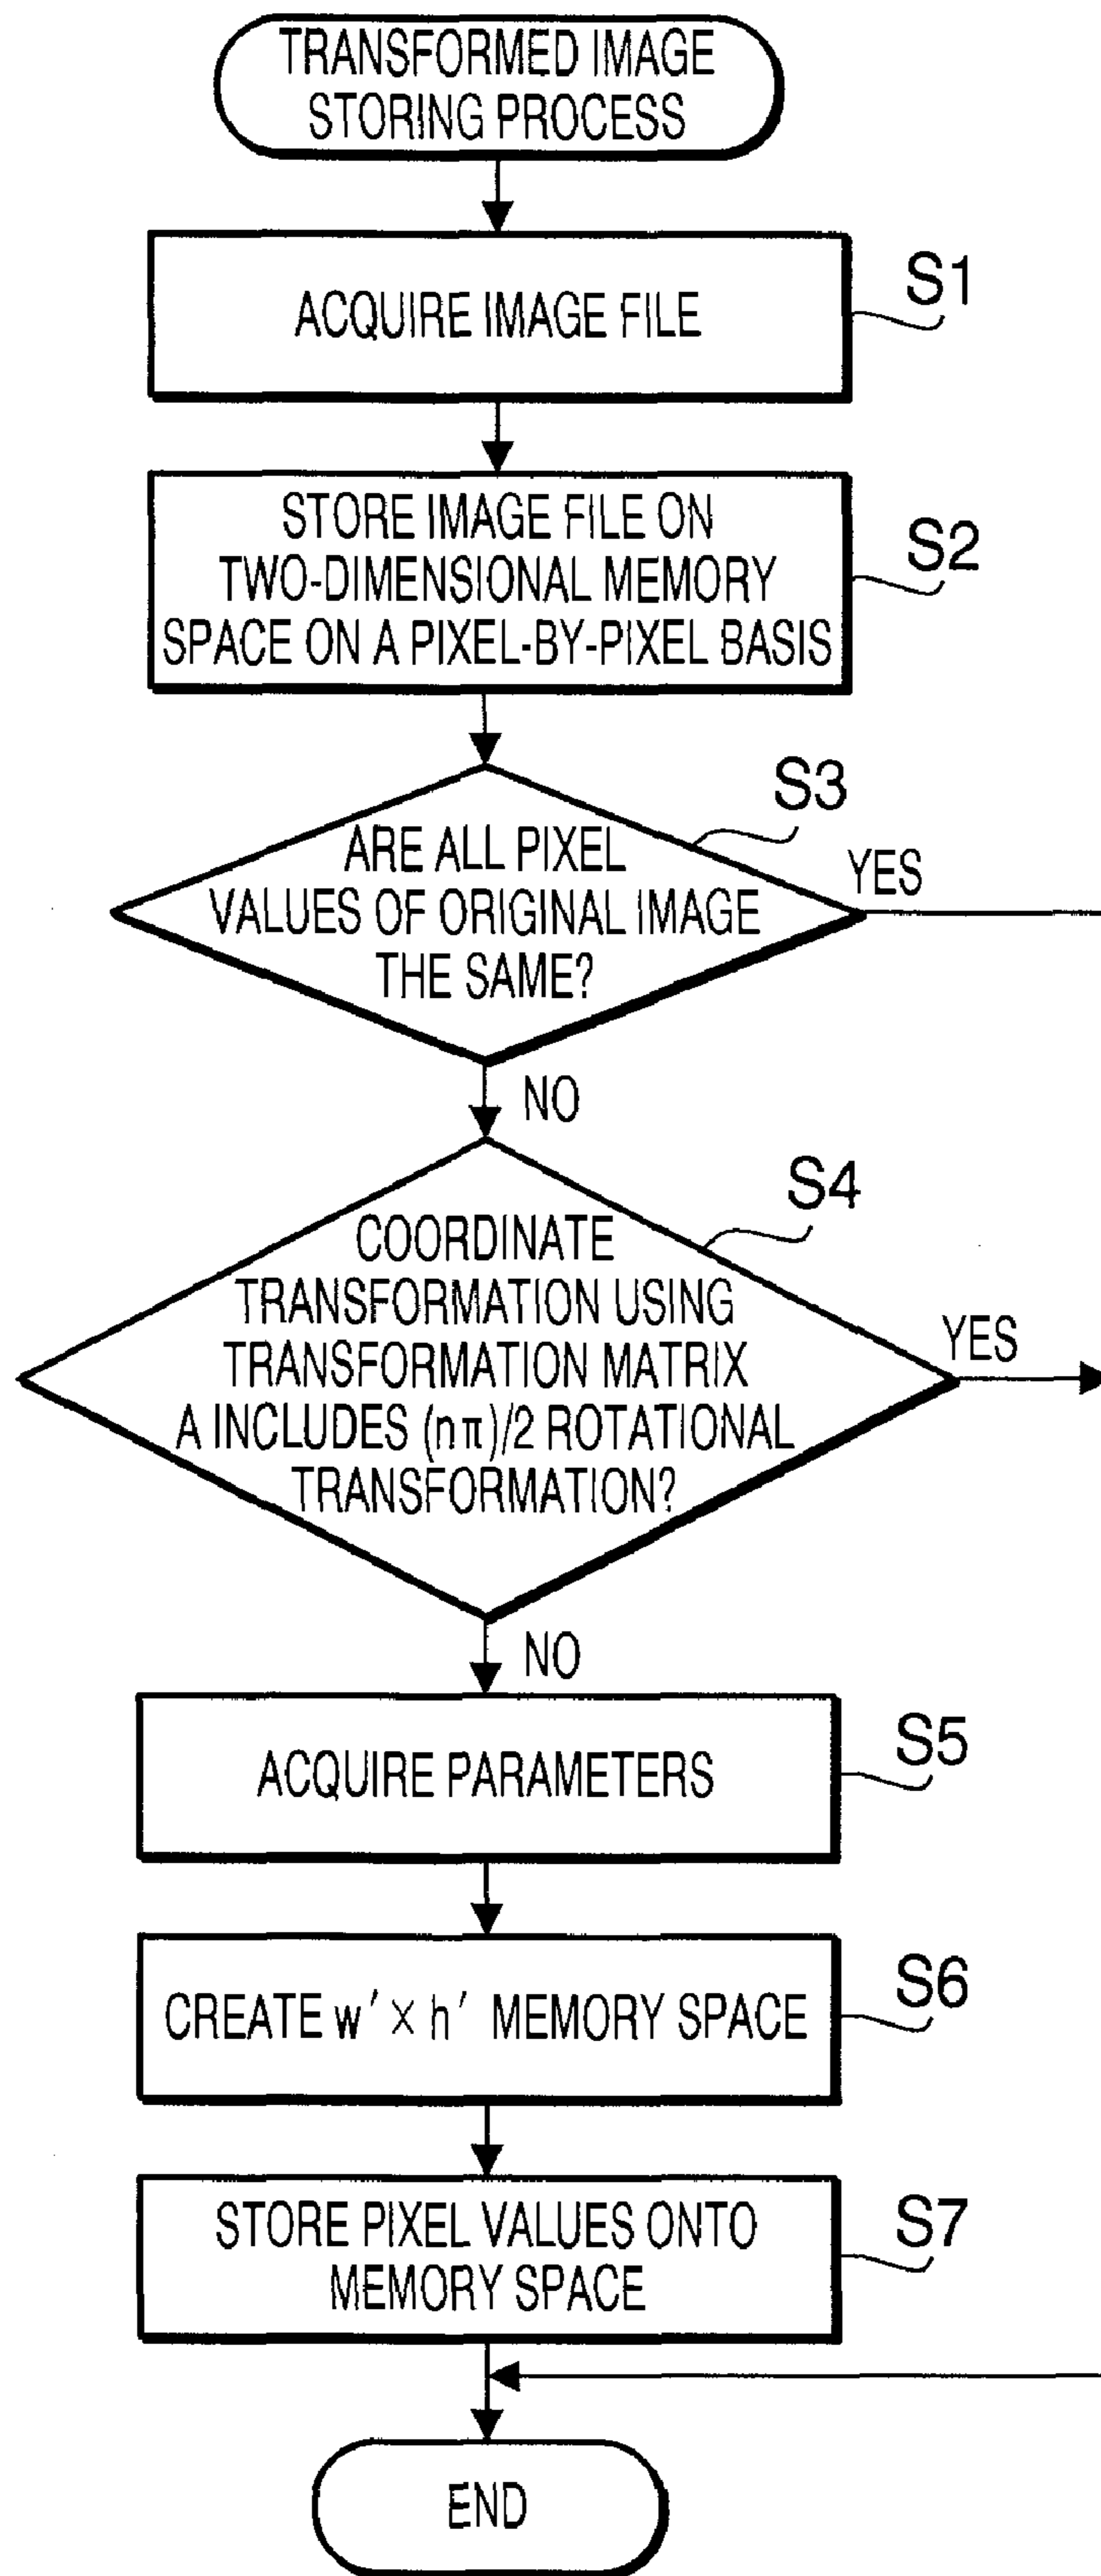 TRANSFORMED IMAGE
STORING PROCESS
ACQUIRE IMAGE FILE
S1
STORE IMAGE FILE ON
TWO-DIMENSIONAL MEMORY
SPACE ON A PIXEL-BY-PIXEL BASIS
S2
ARE ALL PIXEL
VALUES OF ORIGINAL IMAGE
THE SAME?
S3
YES
NO
COORDINATE
TRANSFORMATION USING
TRANSFORMATION MATRIX
A INCLUDES (nπ)/2 ROTATIONAL
TRANSFORMATION?
S4
YES
NO
ACQUIRE PARAMETERS
S5
CREATE w' × h' MEMORY SPACE
S6
STORE PIXEL VALUES ONTO
MEMORY SPACE
S7
END